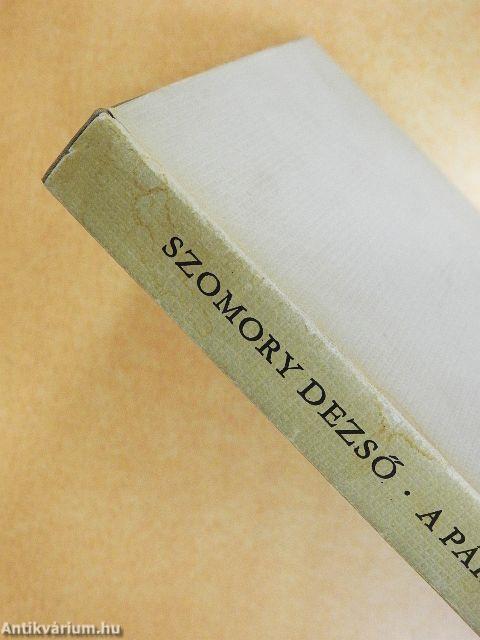 SZOMORY DEZSŐ · A PÁ
Antikvárium.hu